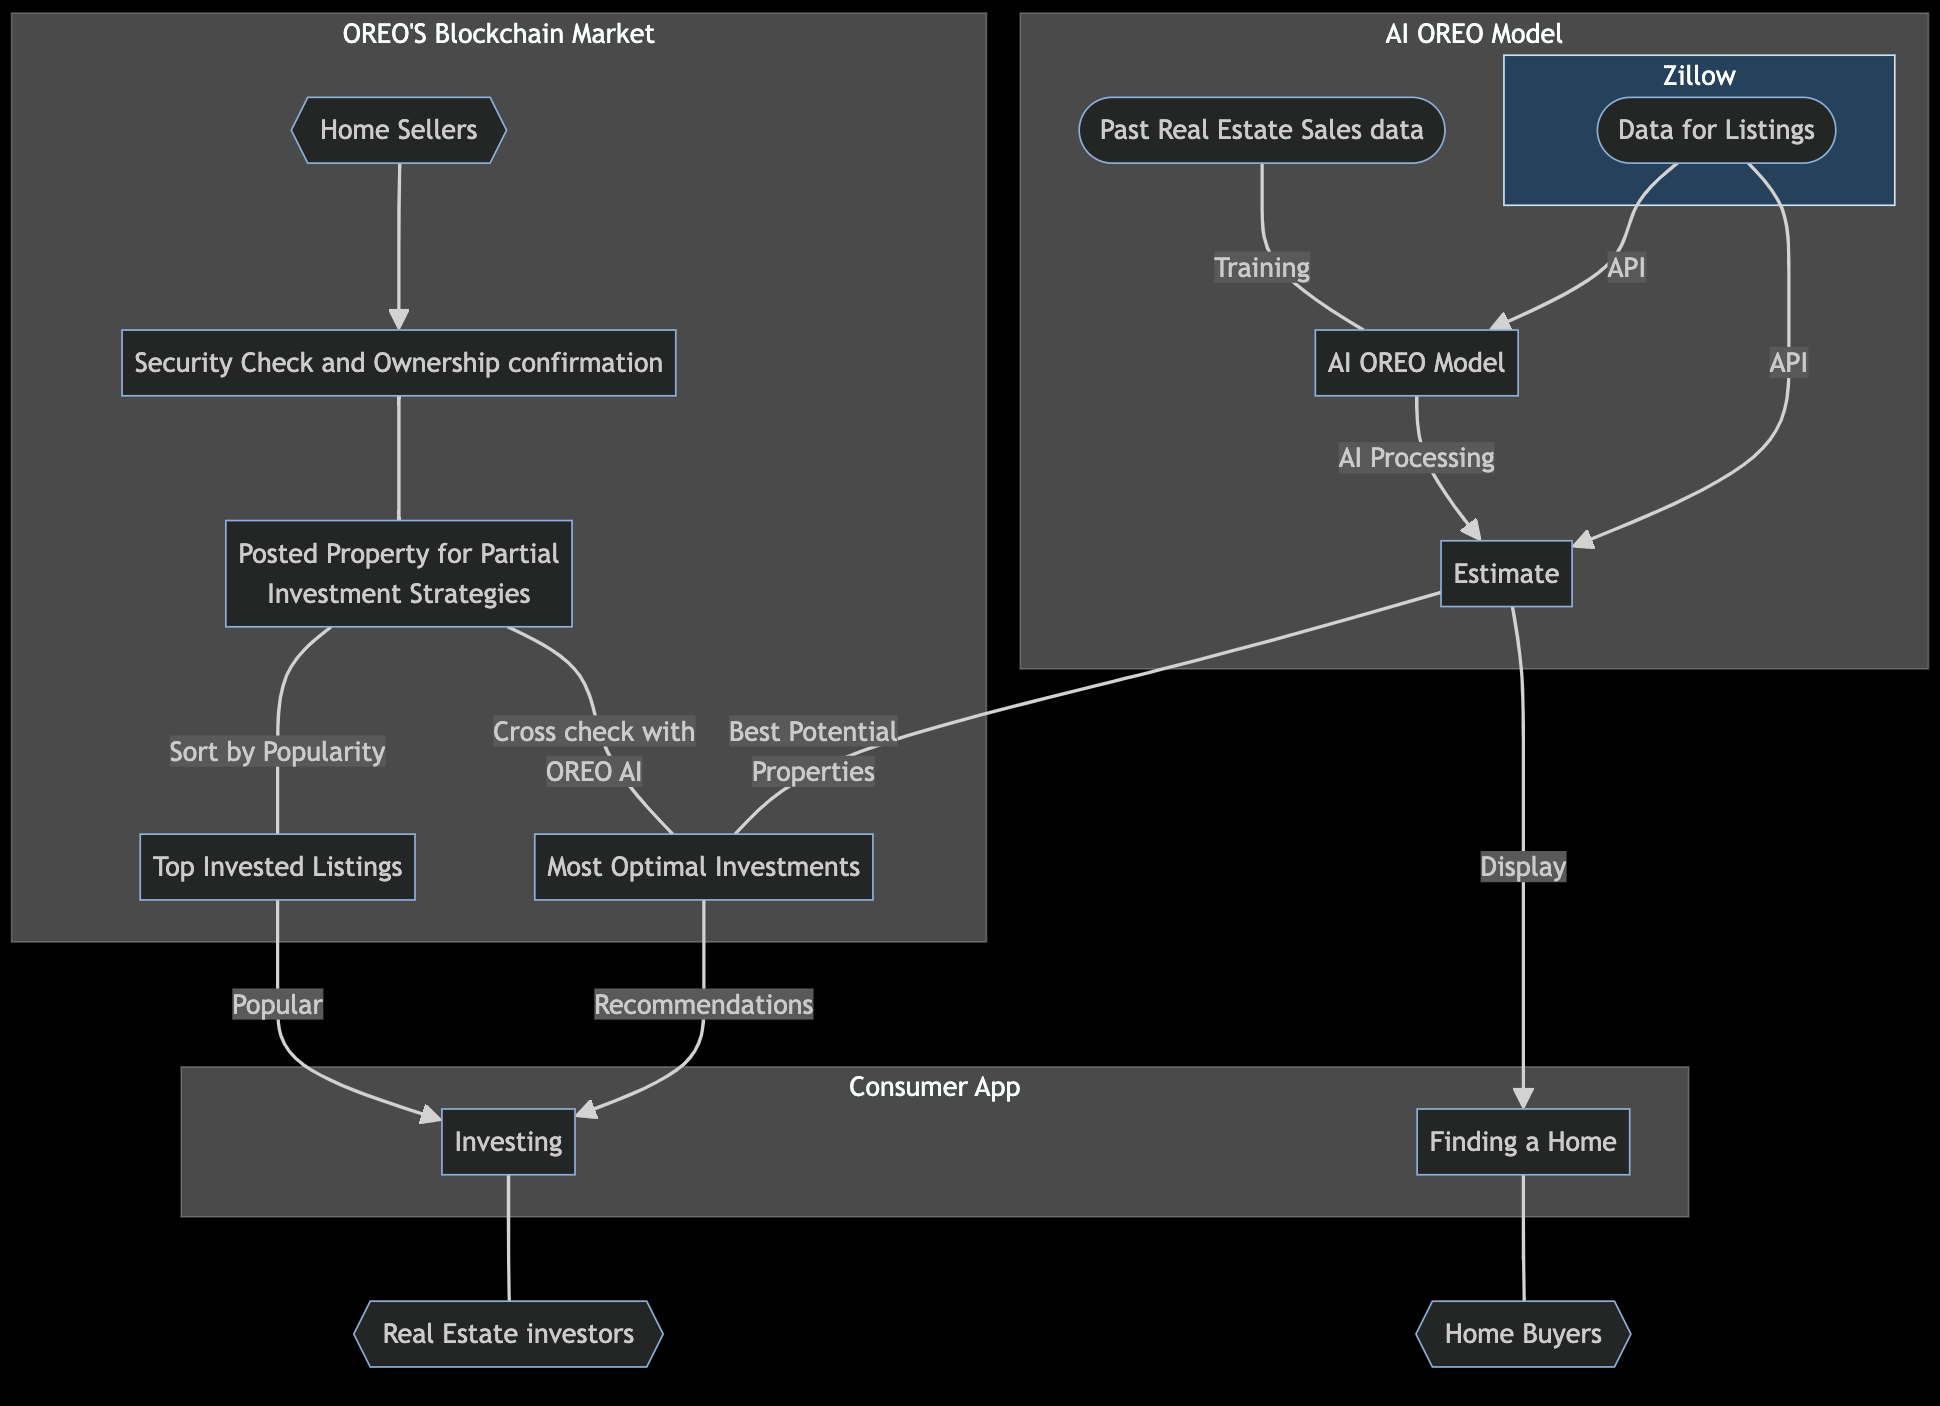 OREO'S Blockchain Market
Home Sellers
Security Check and Ownership confirmation
Posted Property for Partial
Investment Strategies
Sort by Popularity
Cross check with
OREO AI
Best Potential
Properties
Top Invested Listings
Most Optimal Investments
AI OREO Model
Zillow
Past Real Estate Sales data
Data for Listings
Training
API
AI OREO Model
API
AI Processing
Estimate
Display
Popular
Recommendations
Consumer App
Investing
Finding a Home
Real Estate investors
Home Buyers